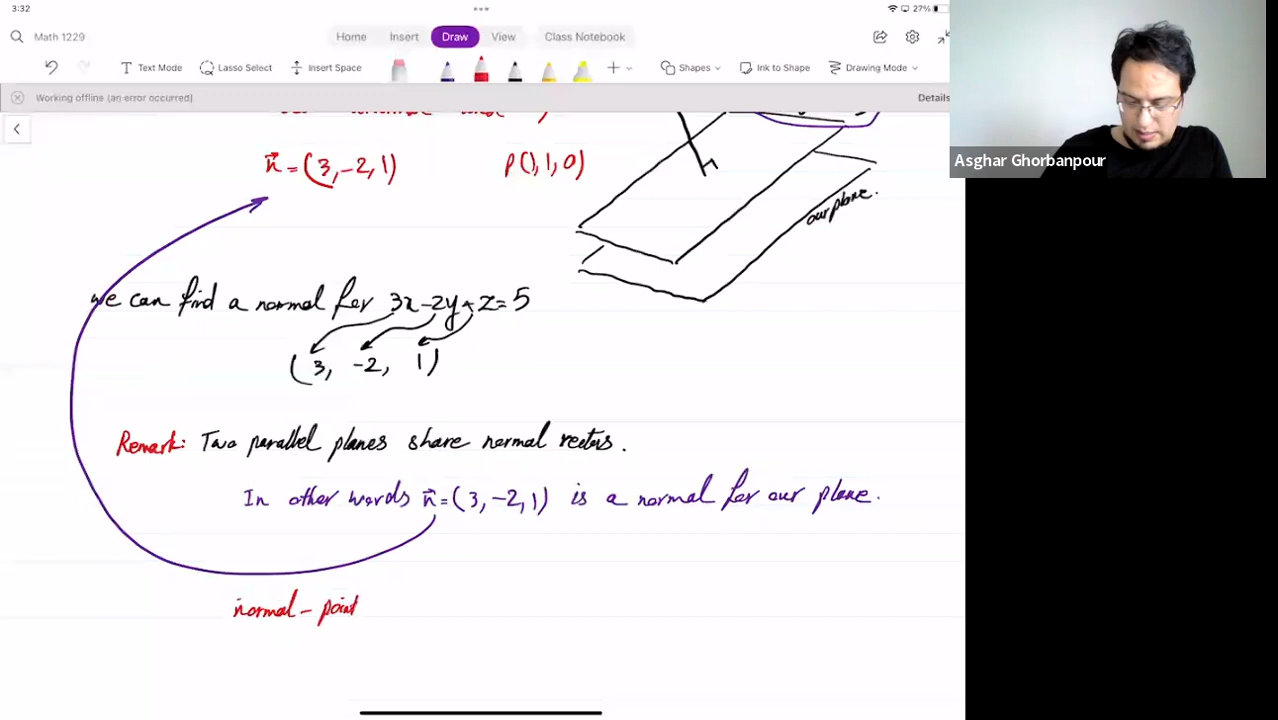 3:32
27%
Math 1229
Home Insert Draw View Class Notebook
Text Mode Lasso Select Insert Space Shapes Ink to Shape Drawing Mode
Working offline (an error occurred) Details
n=(3,-2,1) P(1,1,0)
our plane.
Asghar Ghorbanpour
we can find a normal for 3x-2y+z=5
(3, -2, 1)
Remark: Two parallel planes share normal vectors.
In other words n=(3,-2,1) is a normal for our plane.
normal-point